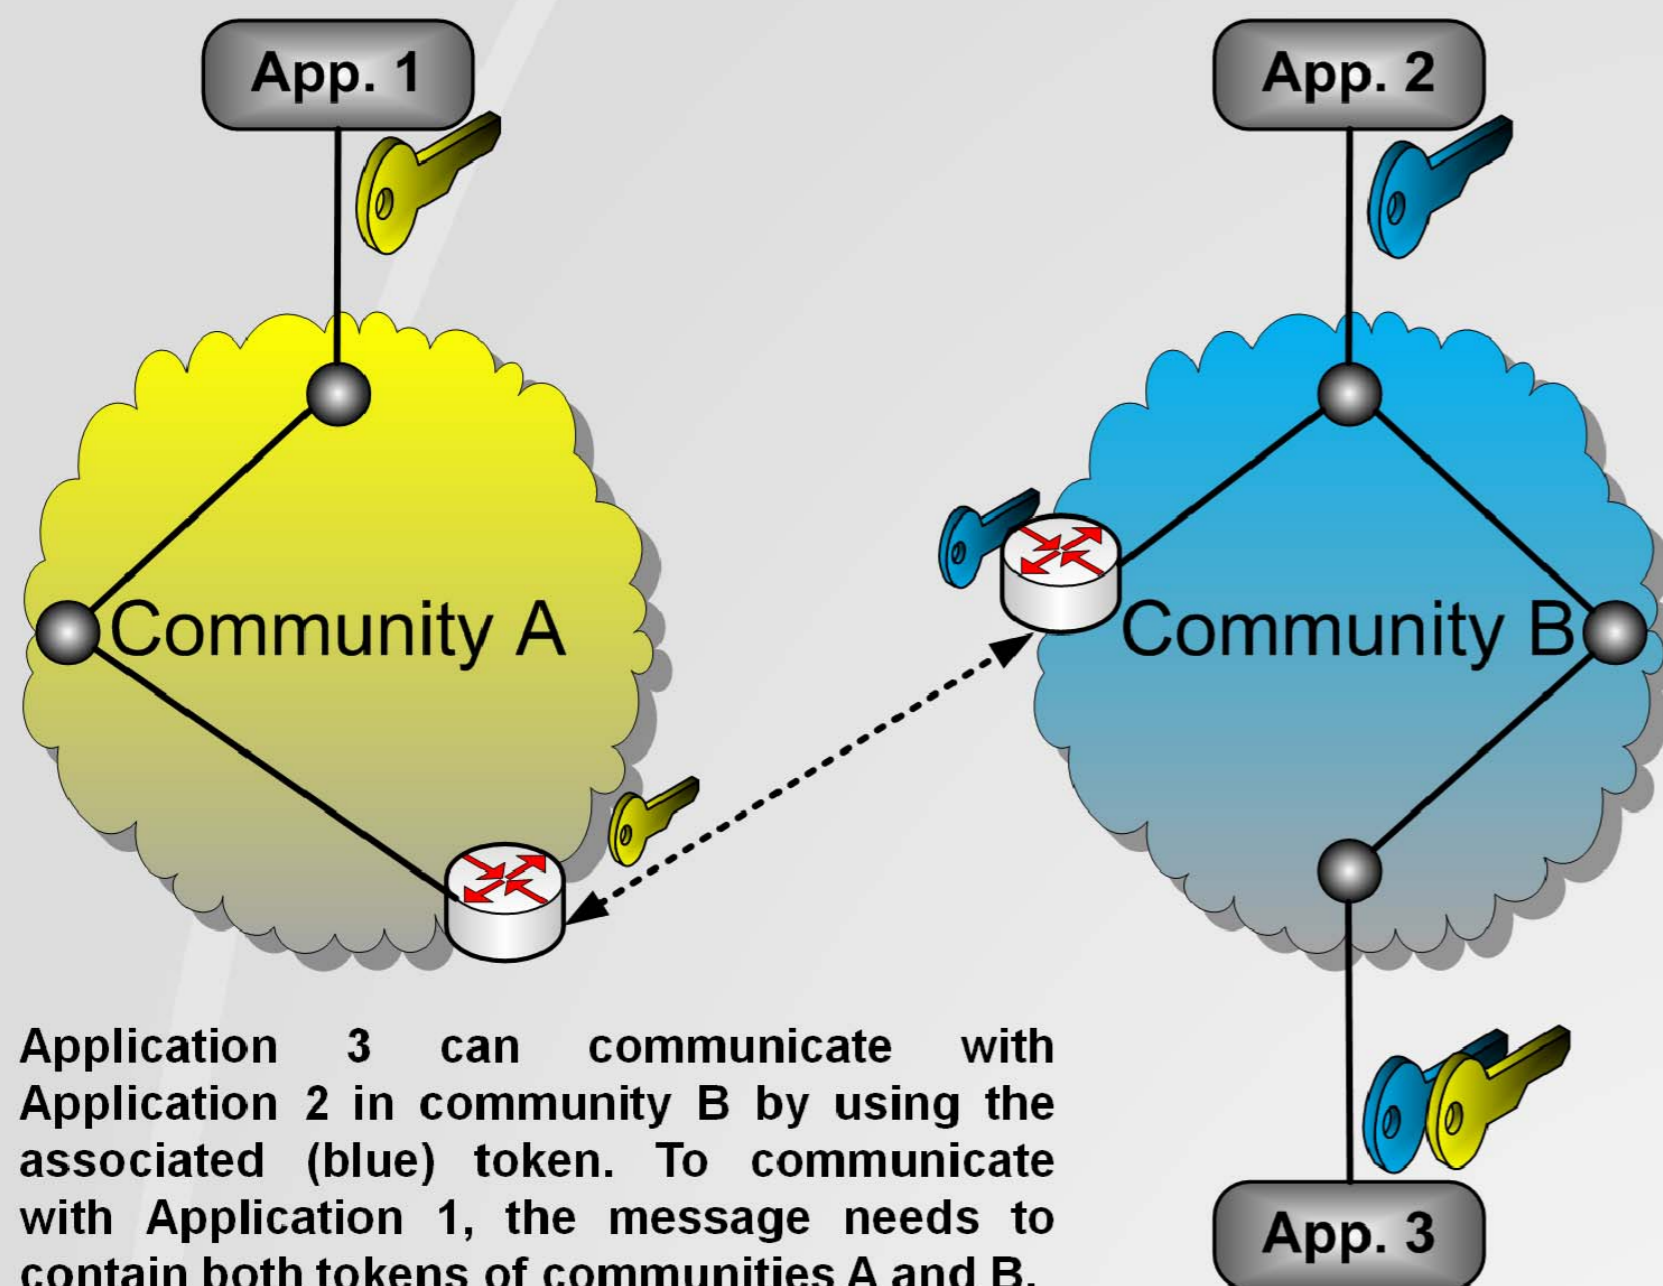 App. 1
App. 2
Community A
Community B
Application 3 can communicate with
Application 2 in community B by using the
associated (blue) token. To communicate
with Application 1, the message needs to
contain both tokens of communities A and B.
App. 3